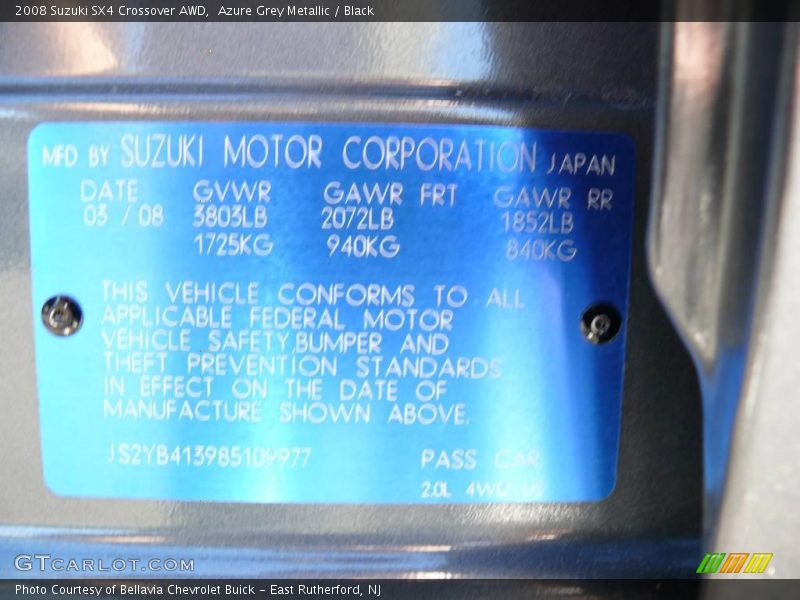 2008 Suzuki SX4 Crossover AWD, Azure Grey Metallic / Black
MFD BY SUZUKI MOTOR CORPORATION JAPAN
DATE GVWR GAWR FRT GAWR RR
03 / 08 3803LB 2072LB 1852LB
1725KG 940KG 840KG
THIS VEHICLE CONFORMS TO ALL
APPLICABLE FEDERAL MOTOR
VEHICLE SAFETY,BUMPER AND
THEFT PREVENTION STANDARDS
IN EFFECT ON THE DATE OF
MANUFACTURE SHOWN ABOVE.
JS2YB413985109977 PASS CAR
2.0L 4WD US
GTCARLOT.COM
Photo Courtesy of Bellavia Chevrolet Buick - East Rutherford, NJ